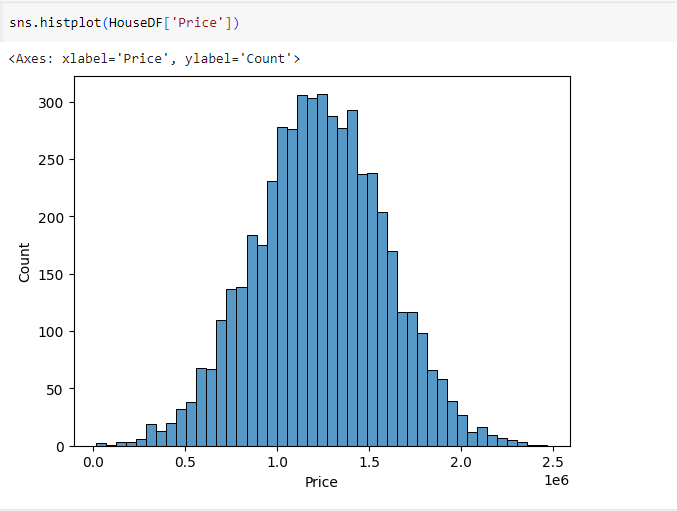 sns.histplot(HouseDF['Price'])
<Axes: xlabel='Price', ylabel='Count'>
300
250
200
150
100
50
0
Count
0.0 0.5 1.0 1.5 2.0 2.5
1e6
Price